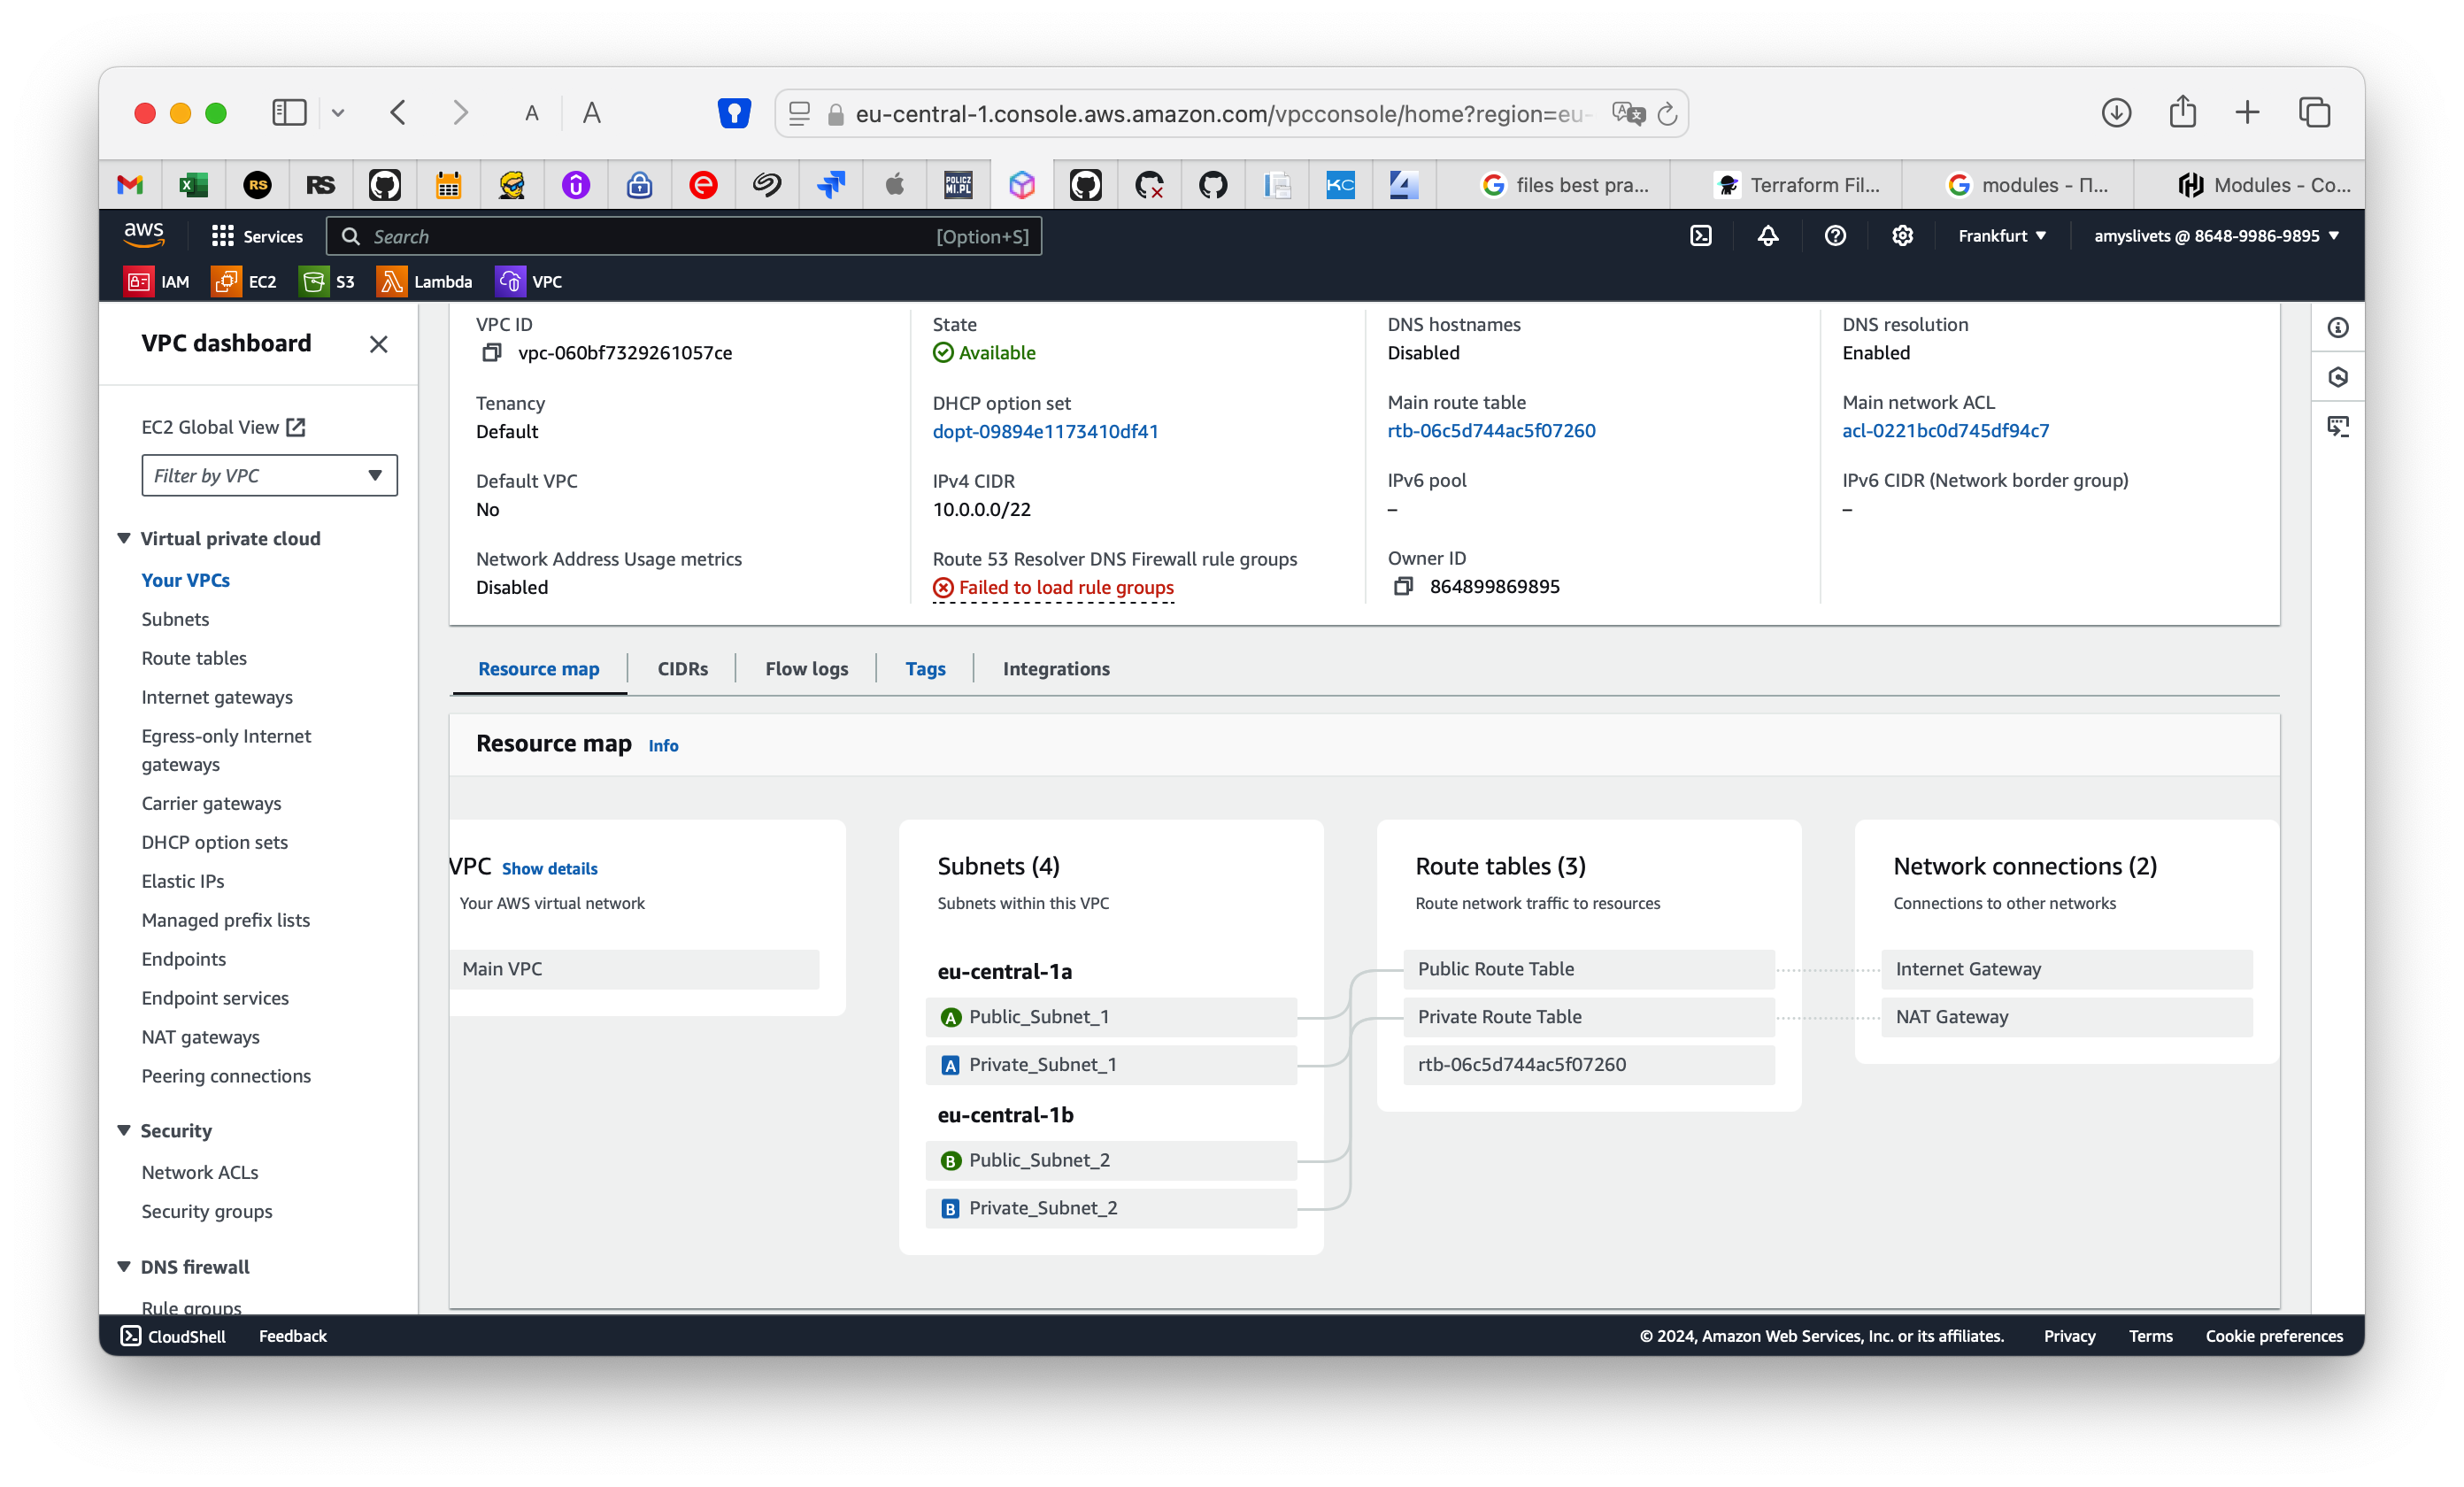 A A eu-central-1.console.aws.amazon.com/vpcconsole/home?region=eu-
RS RS POLICZ MI.PL KC files best pra... Terraform Fil... modules - П... Modules - Co...
aws Services Search [Option+S] Frankfurt amyslivets @ 8648-9986-9895
IAM EC2 S3 Lambda VPC
VPC dashboard
EC2 Global View
Filter by VPC
Virtual private cloud
Your VPCs
Subnets
Route tables
Internet gateways
Egress-only Internet
gateways
Carrier gateways
DHCP option sets
Elastic IPs
Managed prefix lists
Endpoints
Endpoint services
NAT gateways
Peering connections
Security
Network ACLs
Security groups
DNS firewall
Rule groups
VPC ID
vpc-060bf7329261057ce
State
Available
DNS hostnames
Disabled
DNS resolution
Enabled
Tenancy
Default
DHCP option set
dopt-09894e1173410df41
Main route table
rtb-06c5d744ac5f07260
Main network ACL
acl-0221bc0d745df94c7
Default VPC
No
IPv4 CIDR
10.0.0.0/22
IPv6 pool
–
IPv6 CIDR (Network border group)
–
Network Address Usage metrics
Disabled
Route 53 Resolver DNS Firewall rule groups
Failed to load rule groups
Owner ID
864899869895
Resource map CIDRs Flow logs Tags Integrations
Resource map Info
VPC Show details
Your AWS virtual network
Main VPC
Subnets (4)
Subnets within this VPC
eu-central-1a
A Public_Subnet_1
A Private_Subnet_1
eu-central-1b
B Public_Subnet_2
B Private_Subnet_2
Route tables (3)
Route network traffic to resources
Public Route Table
Private Route Table
rtb-06c5d744ac5f07260
Network connections (2)
Connections to other networks
Internet Gateway
NAT Gateway
CloudShell Feedback © 2024, Amazon Web Services, Inc. or its affiliates. Privacy Terms Cookie preferences